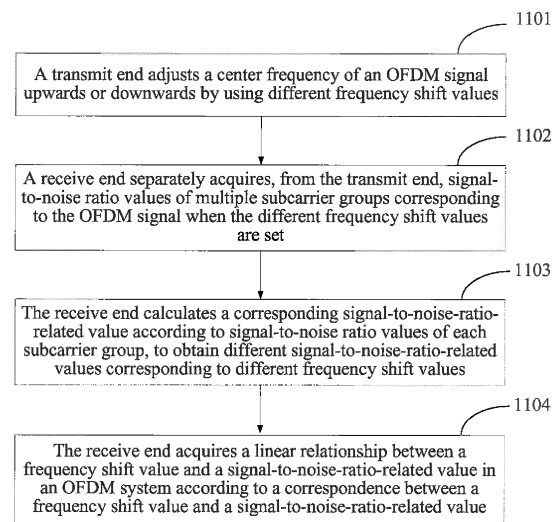 1101
A transmit end adjusts a center frequency of an OFDM signal
upwards or downwards by using different frequency shift values
1102
A receive end separately acquires, from the transmit end, signal-
to-noise ratio values of multiple subcarrier groups corresponding
to the OFDM signal when the different frequency shift values
are set
1103
The receive end calculates a corresponding signal-to-noise-ratio-
related value according to signal-to-noise ratio values of each
subcarrier group, to obtain different signal-to-noise-ratio-related
values corresponding to different frequency shift values
1104
The receive end acquires a linear relationship between a
frequency shift value and a signal-to-noise-ratio-related value in
an OFDM system according to a correspondence between a
frequency shift value and a signal-to-noise-ratio-related value